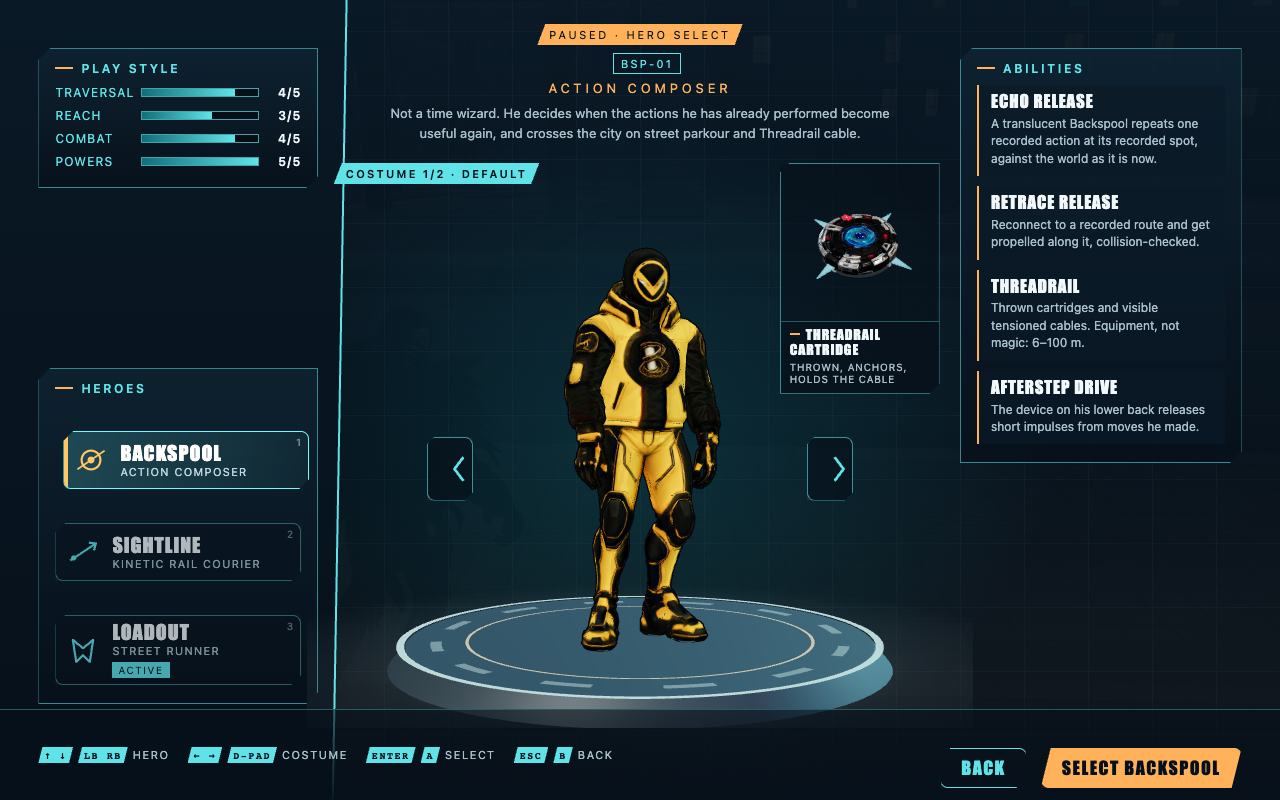 PAUSED · HERO SELECT
BSP-01
ACTION COMPOSER
Not a time wizard. He decides when the actions he has already performed become
useful again, and crosses the city on street parkour and Threadrail cable.
PLAY STYLE
TRAVERSAL 4/5
REACH 3/5
COMBAT 4/5
POWERS 5/5
COSTUME 1/2 · DEFAULT
HEROES
BACKSPOOL 1
ACTION COMPOSER
SIGHTLINE 2
KINETIC RAIL COURIER
LOADOUT 3
STREET RUNNER
ACTIVE
THREADRAIL
CARTRIDGE
THROWN, ANCHORS,
HOLDS THE CABLE
ABILITIES
ECHO RELEASE
A translucent Backspool repeats one
recorded action at its recorded spot,
against the world as it is now.
RETRACE RELEASE
Reconnect to a recorded route and get
propelled along it, collision-checked.
THREADRAIL
Thrown cartridges and visible
tensioned cables. Equipment, not
magic: 6–100 m.
AFTERSTEP DRIVE
The device on his lower back releases
short impulses from moves he made.
↑ ↓ LB RB HERO ← → D-PAD COSTUME ENTER A SELECT ESC B BACK
BACK
SELECT BACKSPOOL